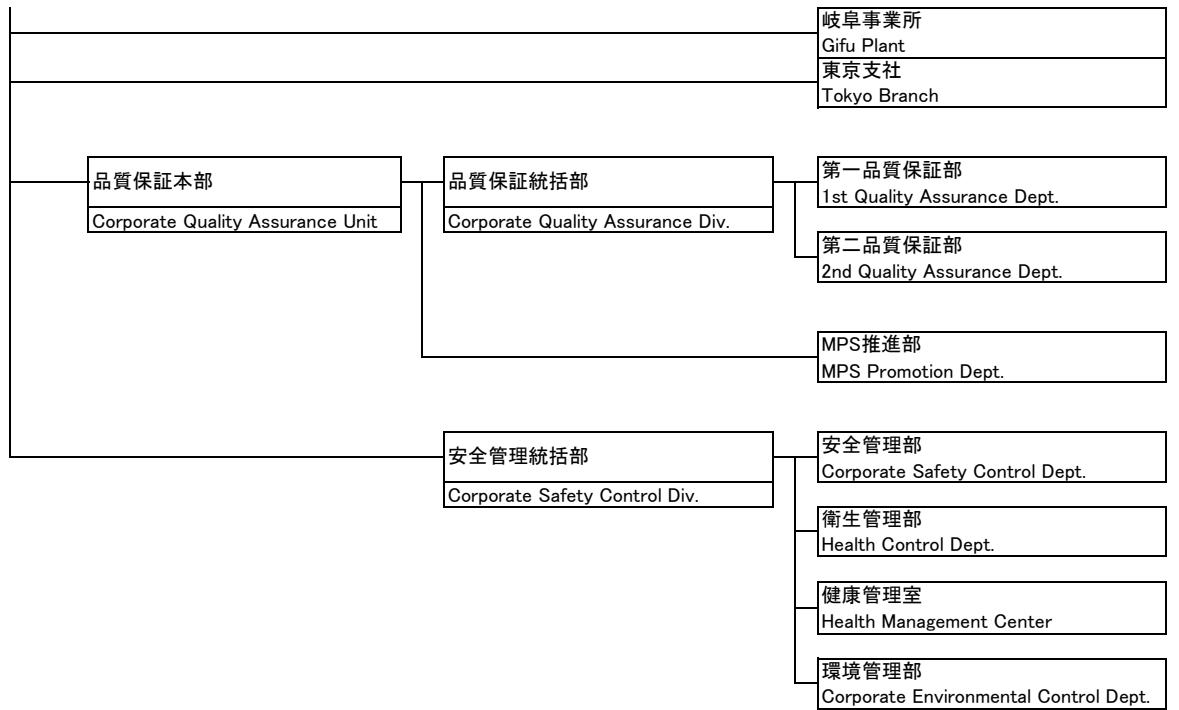 岐阜事業所
Gifu Plant
東京支社
Tokyo Branch
品質保証本部
Corporate Quality Assurance Unit
品質保証統括部
Corporate Quality Assurance Div.
第一品質保証部
1st Quality Assurance Dept.
第二品質保証部
2nd Quality Assurance Dept.
MPS推進部
MPS Promotion Dept.
安全管理統括部
Corporate Safety Control Div.
安全管理部
Corporate Safety Control Dept.
衛生管理部
Health Control Dept.
健康管理室
Health Management Center
環境管理部
Corporate Environmental Control Dept.